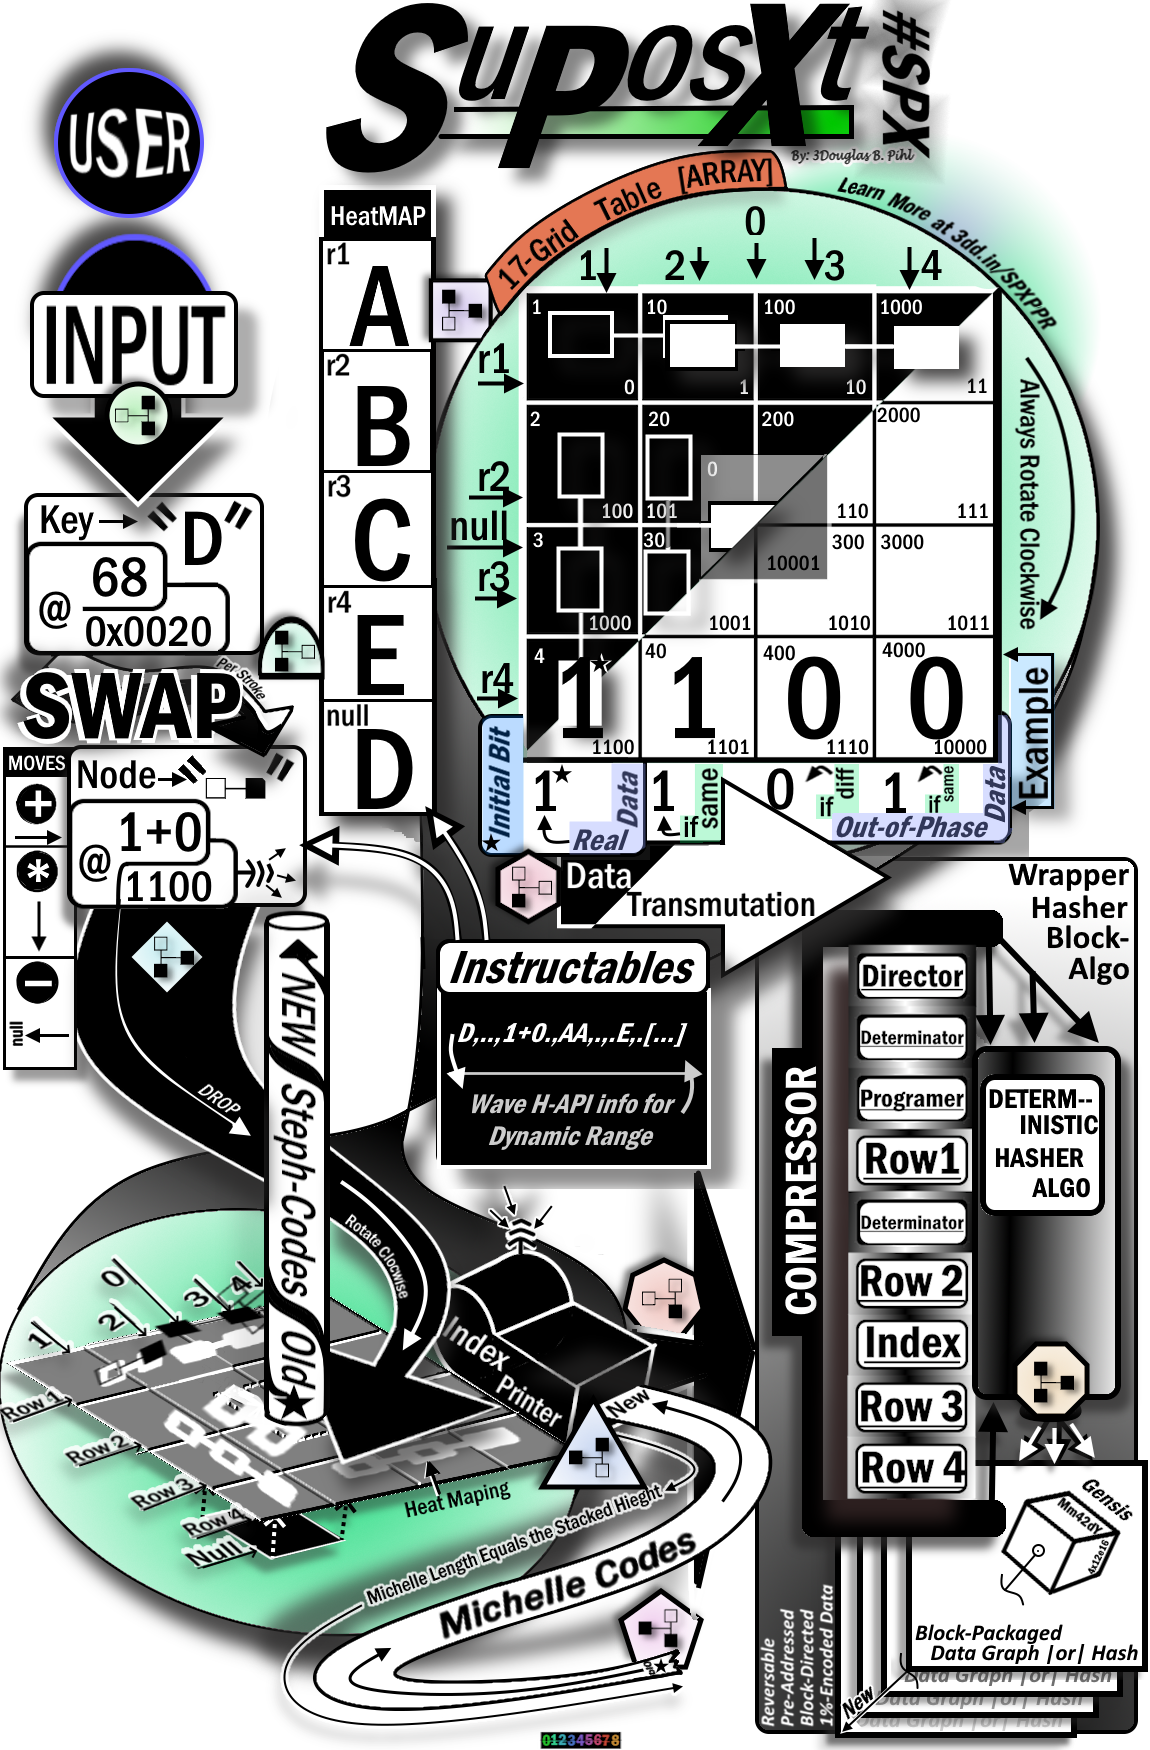 SuPosXt
#SPX
By: 3Douglas B. Pihl
USER
INPUT
Key→ "D"
68
@
0x0020
SWAP
Per Stroke
MOVES
+
*
−
null
Node→" "
1+0
@
1100
DROP
HeatMAP
r1
A
r2
B
r3
C
r4
E
null
D
17-Grid Table [ARRAY]
Learn More at 3dd.in/SPXPPR
Always Rotate Clockwise
0
1 2 3 4
r1
r2
null
r3
r4
1 10 100 1000
0 1 10 11
2 20 200 2000
0
100 101 110 111
3 30 300 3000
10001
1000 1001 1010 1011
4 40 400 4000
1 1 0 0
1100 1101 1110 10000
Example
★Initial Bit
1★
Real
Data
1
if same
0
if diff
1
if same
Out-of-Phase
Data
Data
Transmutation
Instructables
D,..,1+0.,AA,.,.E,.[...]
Wave H-API info for
Dynamic Range
NEW Steph-Codes Old★
Rotate Clocwise
Index
Printer
1 2 0 3 4
Row 1
Row 2
Row 3
Row 4
Null
Heat Maping
New
Michelle Length Equals the Stacked Hieght
Michelle Codes
Old★
Wrapper
Hasher
Block-
Algo
COMPRESSOR
Director
Determinator
Programer
Row1
Determinator
Row 2
Index
Row 3
Row 4
DETERM--
INISTIC
HASHER
ALGO
Gensis
Mm42dY
4x12e16
Block-Packaged
Data Graph |or| Hash
Data Graph |or| Hash
Data Graph |or| Hash
Data Graph |or| Hash
New
Reversable
Pre-Addressed
Block-Directed
1%-Encoded Data
012345678